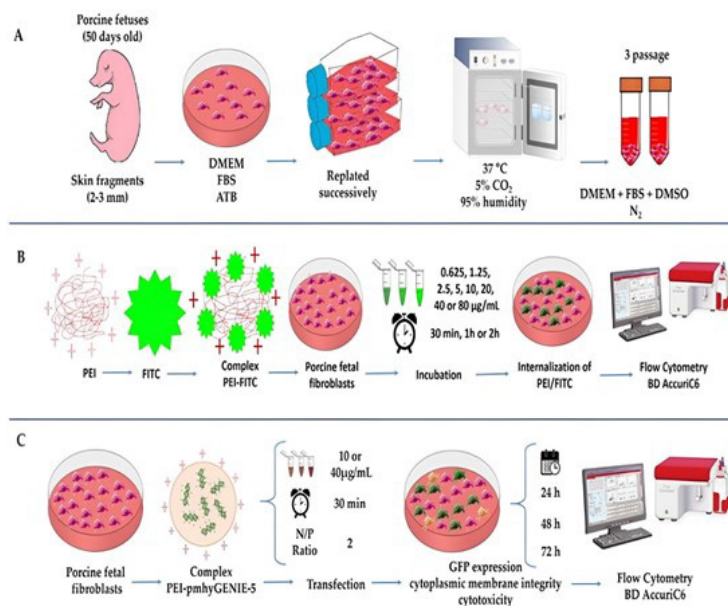 A
Porcine fetuses
(50 days old)
Skin fragments
(2-3 mm)
DMEM
FBS
ATB
Replated
successively
37 °C
5% CO₂
95% humidity
3 passage
DMEM + FBS + DMSO
N₂
B
PEI
FITC
Complex
PEI-FITC
Porcine fetal
fibroblasts
0.625, 1.25,
2.5, 5, 10, 20,
40 or 80 µg/mL
30 min, 1h or 2h
Incubation
Internalization of
PEI/FITC
Flow Cytometry
BD AccuriC6
C
Porcine fetal
fibroblasts
Complex
PEI-pmhyGENIE-5
10 or
40µg/mL
30 min
N/P
Ratio
2
Transfection
GFP expression
cytoplasmic membrane integrity
cytotoxicity
24 h
48 h
72 h
Flow Cytometry
BD AccuriC6